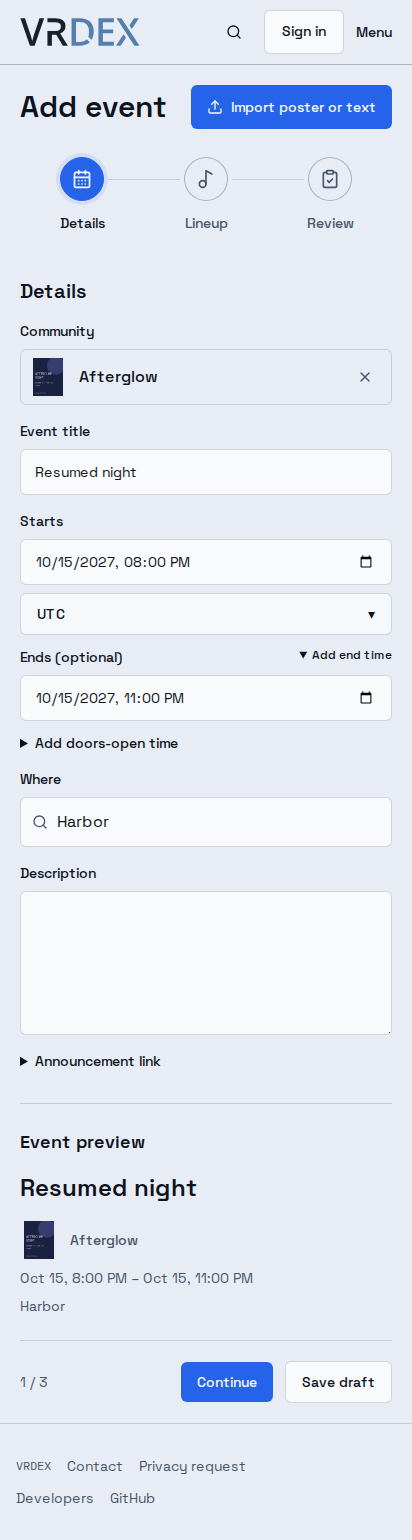 VRDEX
Sign in
Menu
Add event
Import poster or text
Details
Lineup
Review
Details
Community
Afterglow
Event title
Resumed night
Starts
10/15/2027, 08:00 PM
UTC
Ends (optional)
Add end time
10/15/2027, 11:00 PM
Add doors-open time
Where
Harbor
Description
Announcement link
Event preview
Resumed night
Afterglow
Oct 15, 8:00 PM – Oct 15, 11:00 PM
Harbor
1 / 3
Continue
Save draft
VRDEX
Contact
Privacy request
Developers
GitHub